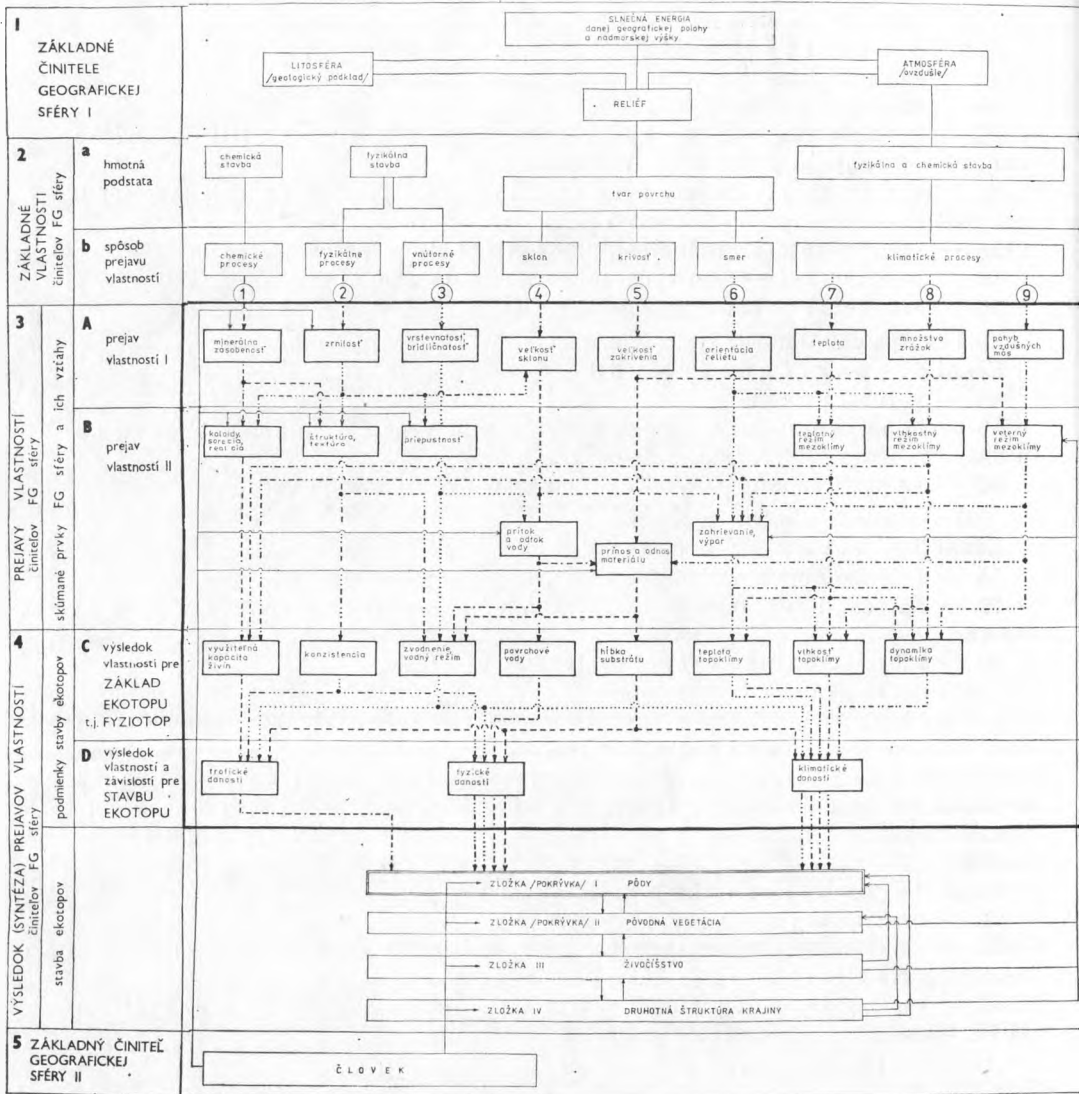 1
ZÁKLADNÉ
ČINITELE
GEOGRAFICKEJ
SFÉRY I
SLNEČNÁ ENERGIA
danej geografickej polohy
a nadmorskej výšky
LITOSFÉRA
/geologický podklad/
ATMOSFÉRA
/ovzdušie/
RELIÉF
2
ZÁKLADNÉ
VLASTNOSTI
činiteľov FG sféry
a
hmotná
podstata
chemická
stavba
fyzikálna
stavba
tvar povrchu
fyzikálna a chemická stavba
b
spôsob
prejavu
vlastností
chemické
procesy
fyzikálne
procesy
vnútorné
procesy
sklon
krivosť
smer
klimatické procesy
1 2 3 4 5 6 7 8 9
3
PREJAVY VLASTNOSTÍ
činiteľov FG sféry
skúmané prvky FG sféry a ich vzťahy
A
prejav
vlastností I
minerálna
zásobenosť
zrnitosť
vrstevnatosť,
bridličnatosť
veľkosť
sklonu
veľkosť
zakrivenia
orientácia
reliéfu
teplota
množstvo
zrážok
pohyb
vzdušných
más
B
prejav
vlastností II
koloidy,
sorpcia,
reakcia
štruktúra,
textúra
priepustnosť
teplotný
režim
mezoklímy
vlhkostný
režim
mezoklímy
veterný
režim
mezoklímy
prítok
a odtok
vody
prínos a odnos
materiálu
zahrievanie,
výpar
4
VÝSLEDOK (SYNTÉZA) PREJAVOV VLASTNOSTÍ
činiteľov FG sféry
podmienky stavby ekotopov
C
výsledok
vlastností pre
ZÁKLAD
EKOTOPU
t.j. FYZIOTOP
využiteľná
kapacita
živín
konzistencia
zvodnenie,
vodný režim
povrchové
vody
hĺbka
substrátu
teplota
topoklímy
vlhkosť
topoklímy
dynamika
topoklímy
D
výsledok
vlastností a
závislostí pre
STAVBU
EKOTOPU
trofické
danosti
fyzické
danosti
klimatické
danosti
stavba ekotopov
ZLOŽKA /POKRÝVKA/ I PÔDY
ZLOŽKA /POKRÝVKA/ II PÔVODNÁ VEGETÁCIA
ZLOŽKA III ŽIVOČÍŠSTVO
ZLOŽKA IV DRUHOTNÁ ŠTRUKTÚRA KRAJINY
5 ZÁKLADNÝ ČINITEĽ
GEOGRAFICKEJ
SFÉRY II
ČLOVEK